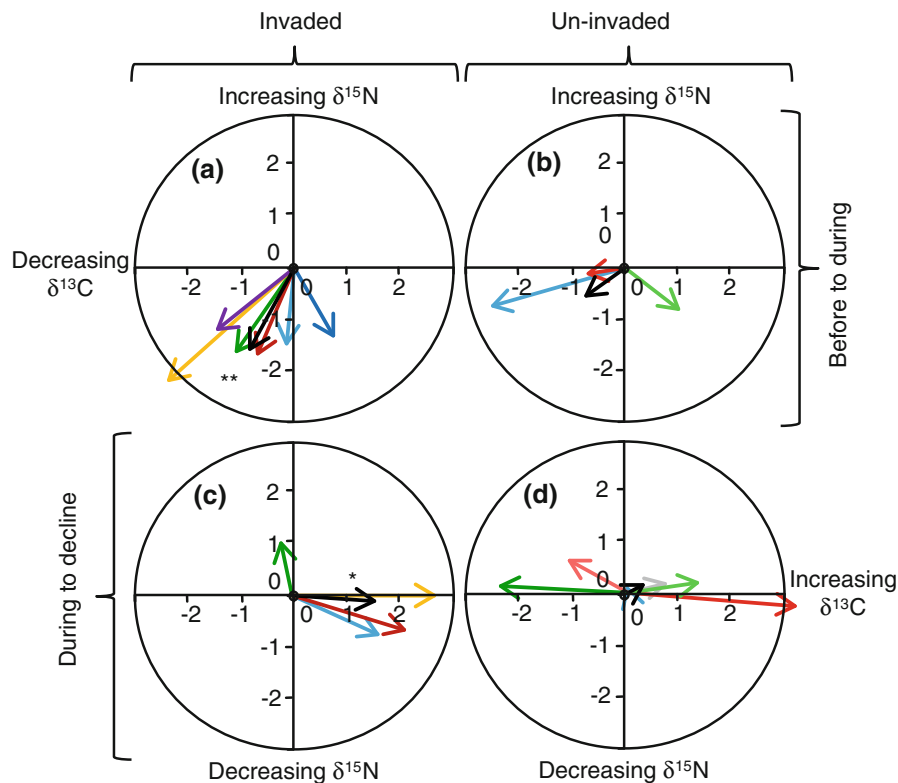 Invaded
Un-invaded
Increasing δ¹⁵N
Increasing δ¹⁵N
(a)
2
1
0
Decreasing
δ¹³C
-2 -1 0 1 2
-1
-2
**
(b)
2
1
0
-2 -1 0 1 2
-1
-2
Before to during
During to decline
(c)
2
1
0
*
-2 -1 0 1 2
-1
-2
Decreasing δ¹⁵N
(d)
2
1
0
-2 -1 0 1 2
-1
-2
Increasing
δ¹³C
Decreasing δ¹⁵N